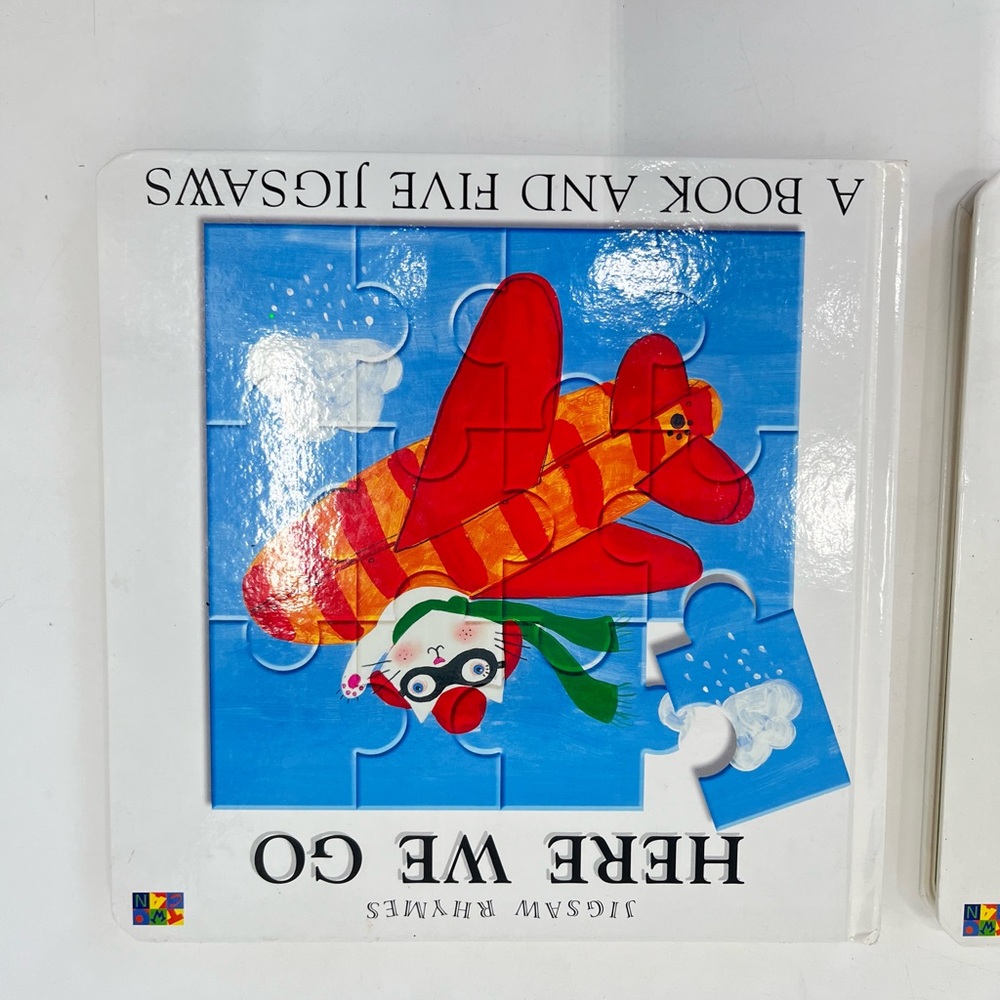 JIGSAW RHYMES
HERE WE GO
A BOOK AND FIVE JIGSAWS